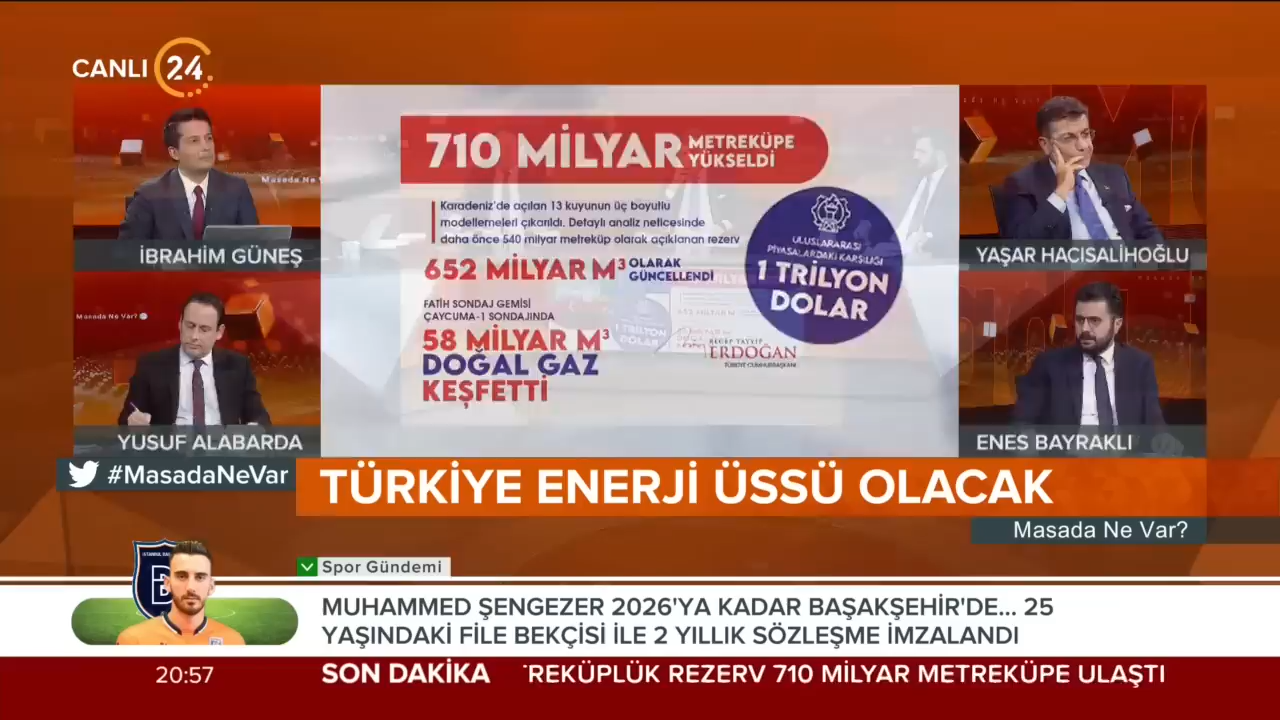 CANLI 24
710 MİLYAR METREKÜPE YÜKSELDİ
Karadeniz'de açılan 13 kuyunun üç boyutlu
modellemeleri çıkarıldı. Detaylı analiz neticesinde
daha önce 540 milyar metreküp olarak açıklanan rezerv
652 MİLYAR M³ OLARAK GÜNCELLENDİ
FATİH SONDAJ GEMİSİ
ÇAYCUMA-1 SONDAJINDA
58 MİLYAR M³
DOĞAL GAZ
KEŞFETTİ
ULUSLARARASI
PİYASALARDAKİ KARŞILIĞI
1 TRİLYON
DOLAR
RECEP TAYYİP
ERDOĞAN
İBRAHİM GÜNEŞ
YAŞAR HACISALİHOĞLU
Masada Ne Var?
YUSUF ALABARDA
ENES BAYRAKLI
#MasadaNeVar
TÜRKİYE ENERJİ ÜSSÜ OLACAK
Masada Ne Var?
Spor Gündemi
MUHAMMED ŞENGEZER 2026'YA KADAR BAŞAKŞEHİR'DE... 25
YAŞINDAKİ FİLE BEKÇİSİ İLE 2 YILLIK SÖZLEŞME İMZALANDI
20:57 SON DAKİKA TREKÜPLÜK REZERV 710 MİLYAR METREKÜPE ULAŞTI